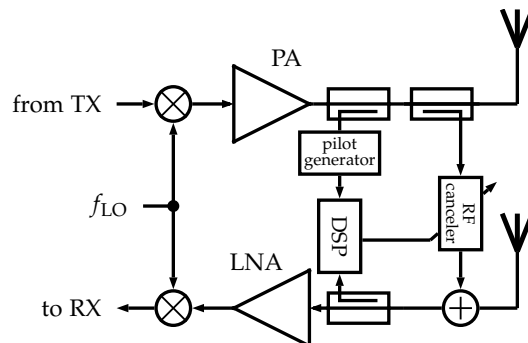 PA
from TX
pilot
generator
f_LO
DSP
RF
canceler
LNA
to RX